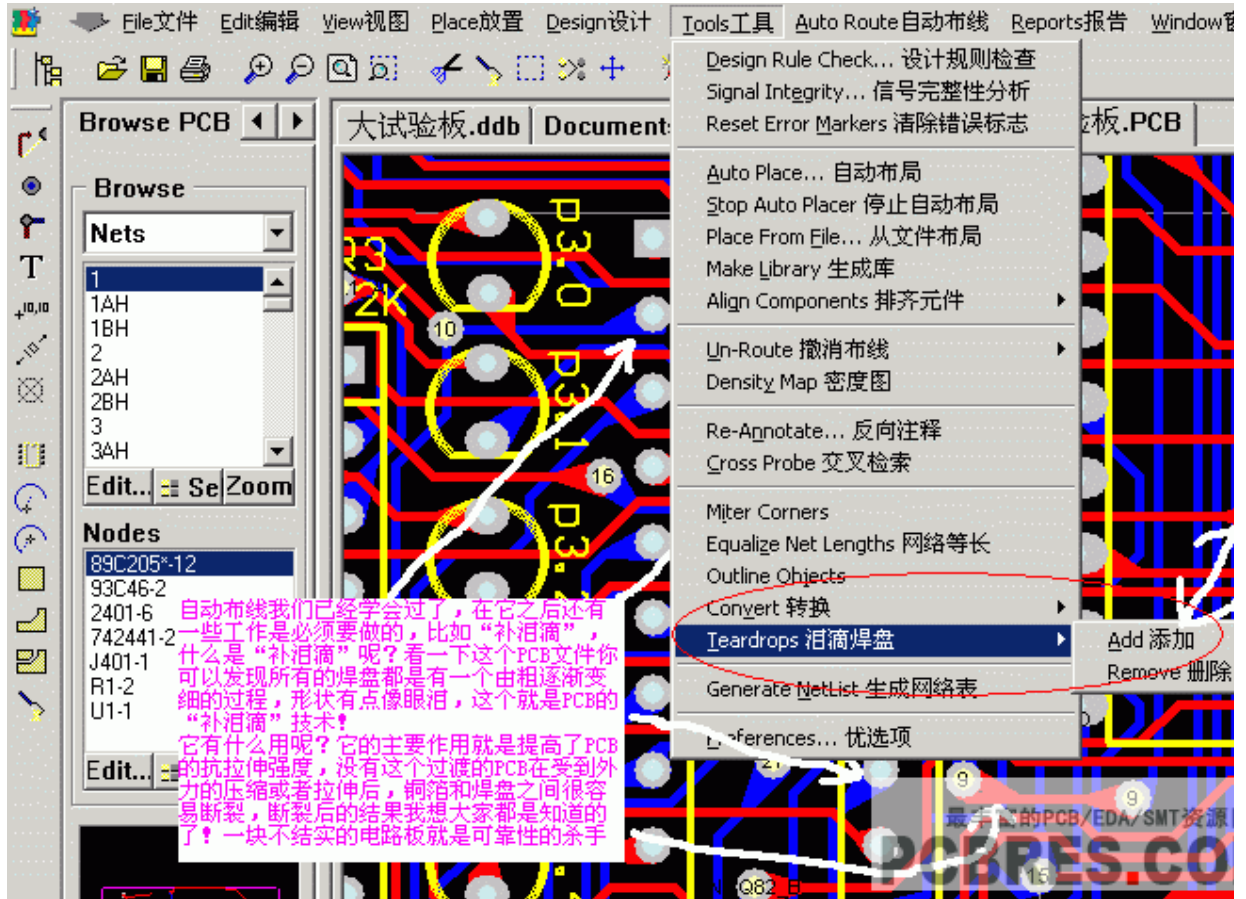 File文件 Edit编辑 View视图 Place放置 Design设计 Tools工具 Auto Route自动布线 Reports报告 Window
Browse PCB
大试验板.ddb
板.PCB
Browse
Nets
1
1AH
1BH
2
2AH
2BH
3
3AH
Edit... Se Zoom
Nodes
89C205*-12
93C46-2
2401-6
742441-2
J401-1
R1-2
U1-1
Edit...
Design Rule Check... 设计规则检查
Signal Integrity... 信号完整性分析
Reset Error Markers 清除错误标志
Auto Place... 自动布局
Stop Auto Placer 停止自动布局
Place From File... 从文件布局
Make Library 生成库
Align Components 排齐元件
Un-Route 撤消布线
Density Map 密度图
Re-Annotate... 反向注释
Cross Probe 交叉检索
Miter Corners
Equalize Net Lengths 网络等长
Outline Objects
Convert 转换
Teardrops 泪滴焊盘
Add 添加
Remove 删除
Generate NetList 生成网络表
Preferences... 优选项
p3.0
2K
10
p3.1
16
自动布线我们已经学会过了，在它之后还有
一些工作是必须要做的，比如“补泪滴”，
什么是“补泪滴”呢？看一下这个PCB文件你
可以发现所有的焊盘都是有一个由粗逐渐变
细的过程，形状有点像眼泪，这个就是PCB的
“补泪滴”技术！
它有什么用呢？它的主要作用就是提高了PCB
的抗拉伸强度，没有这个过渡的PCB在受到外
力的压缩或者拉伸后，铜箔和焊盘之间很容
易断裂，断裂后的结果我想大家都是知道的
了！一块不结实的电路板就是可靠性的杀手
9
9
15
最丰富的PCB/EDA/SMT资源
PCBRES.CO